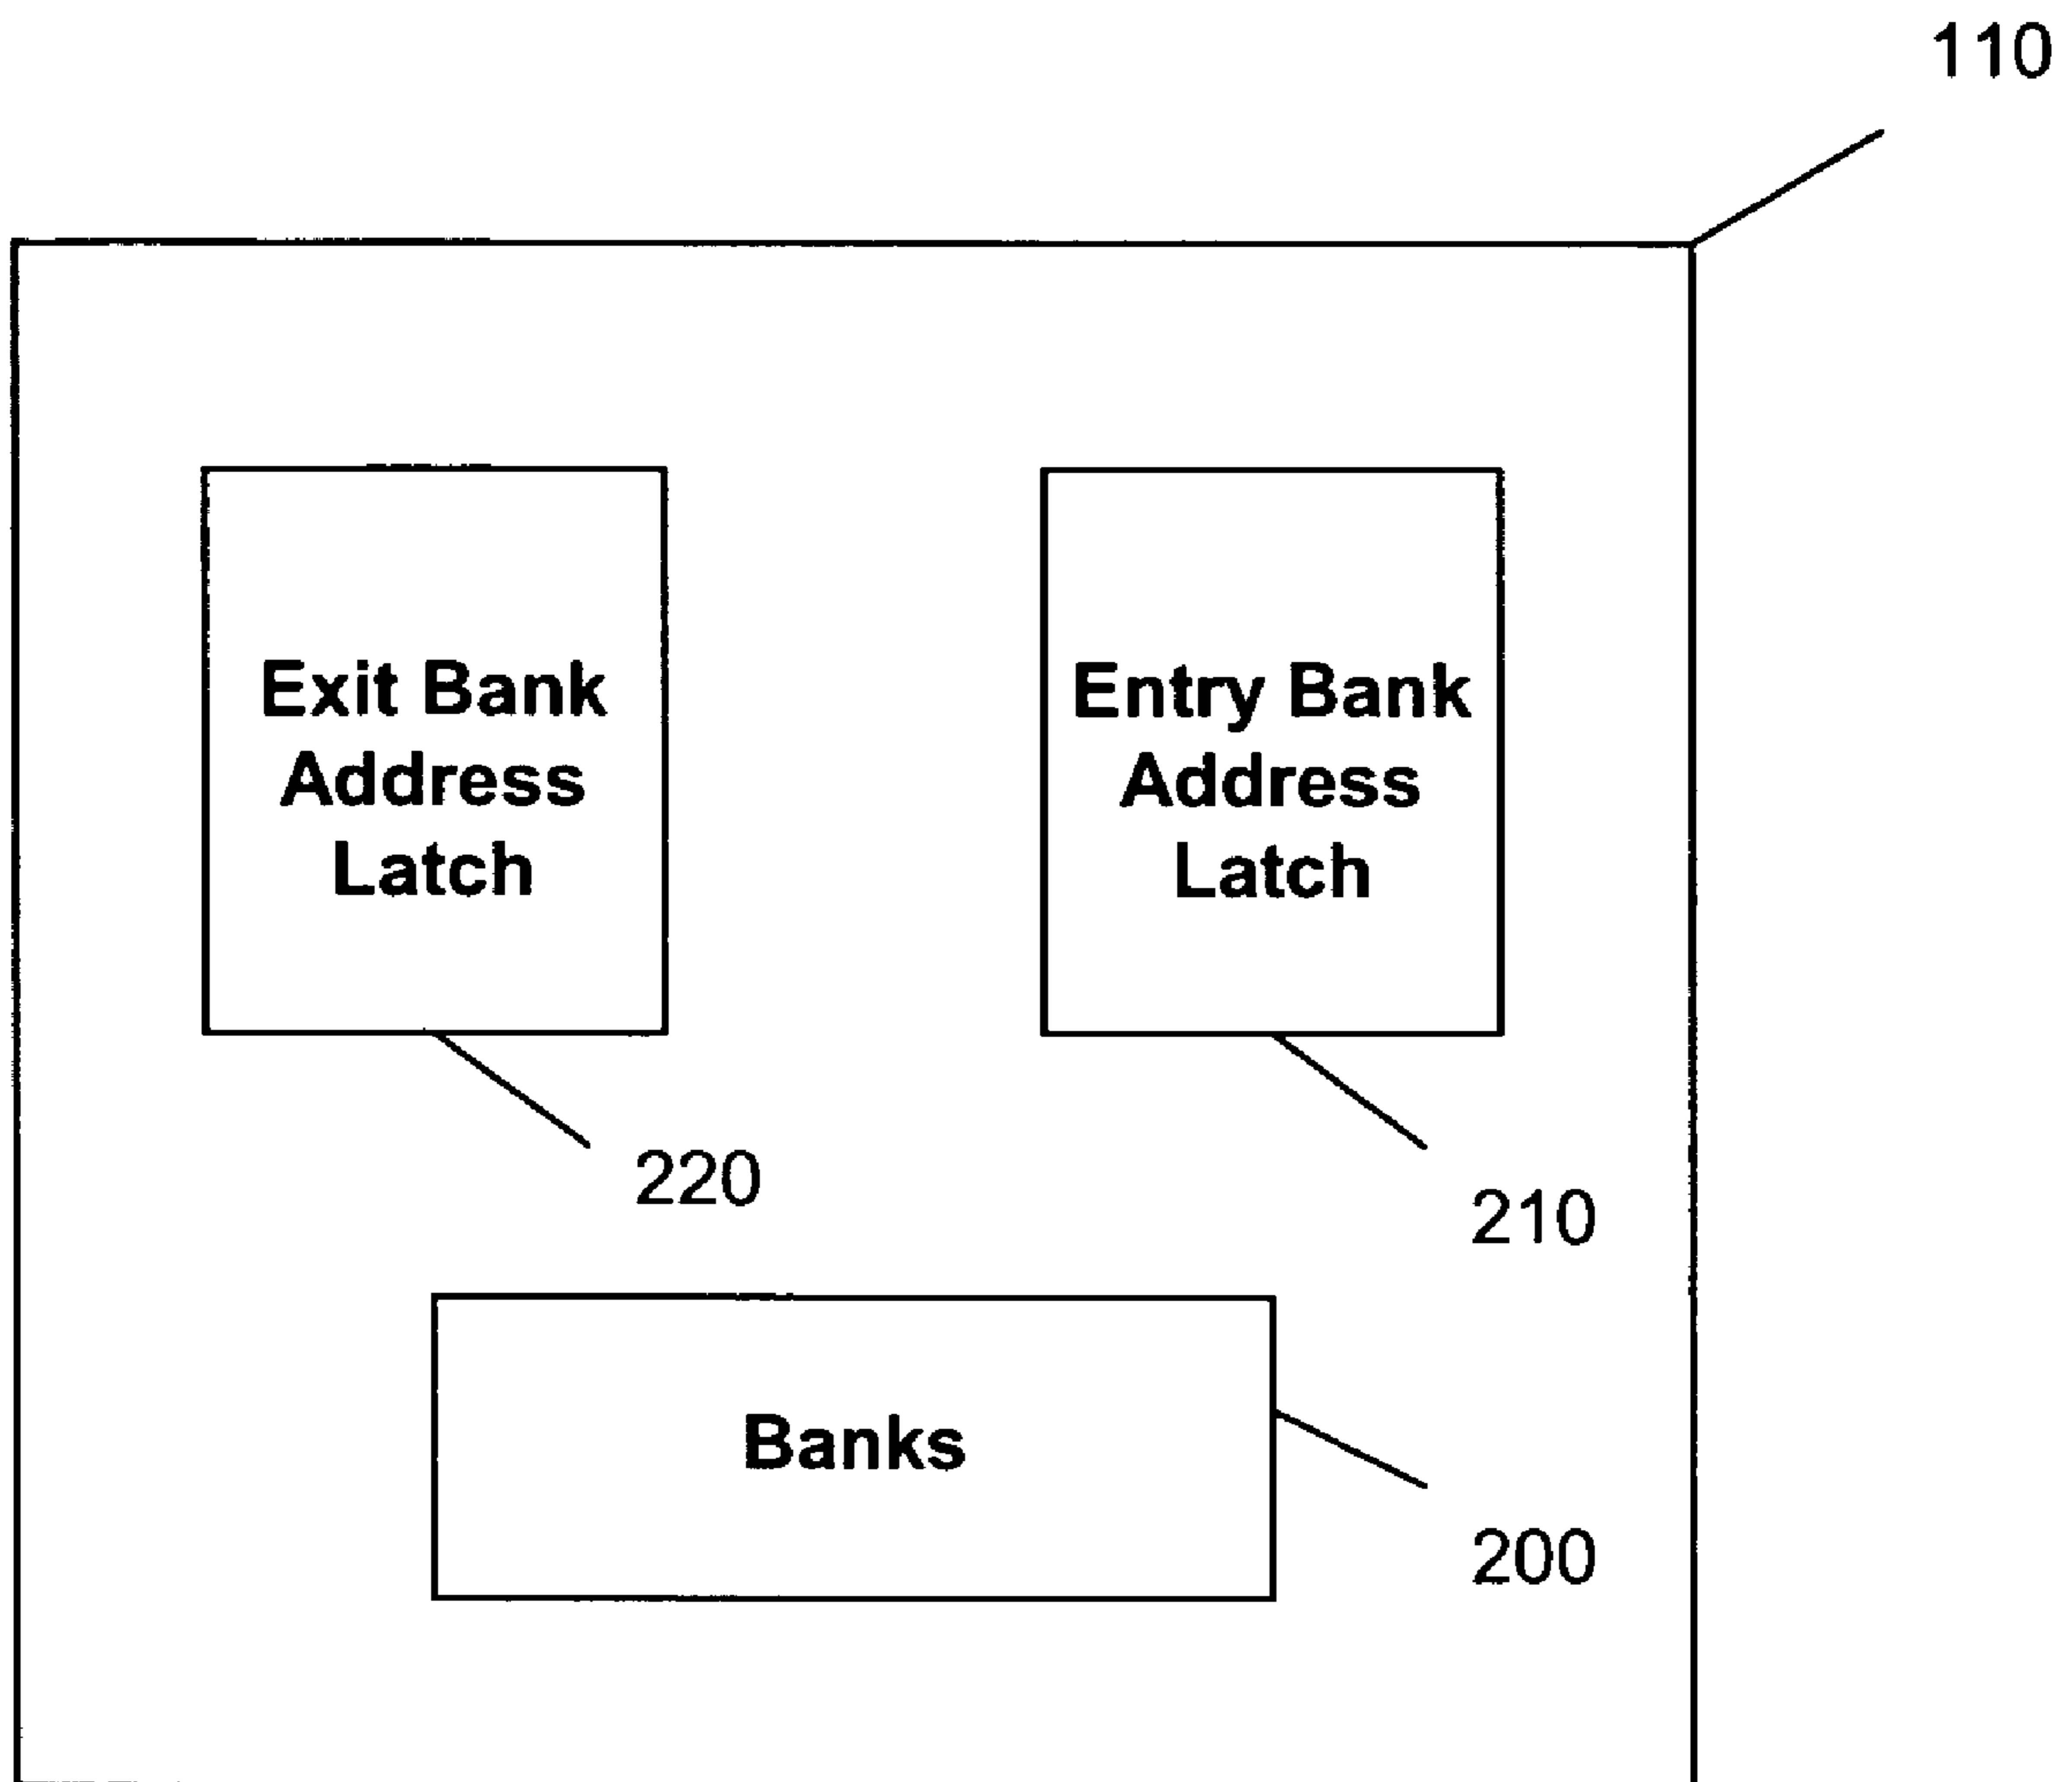 110
Exit Bank
Address
Latch
Entry Bank
Address
Latch
220
210
Banks
200